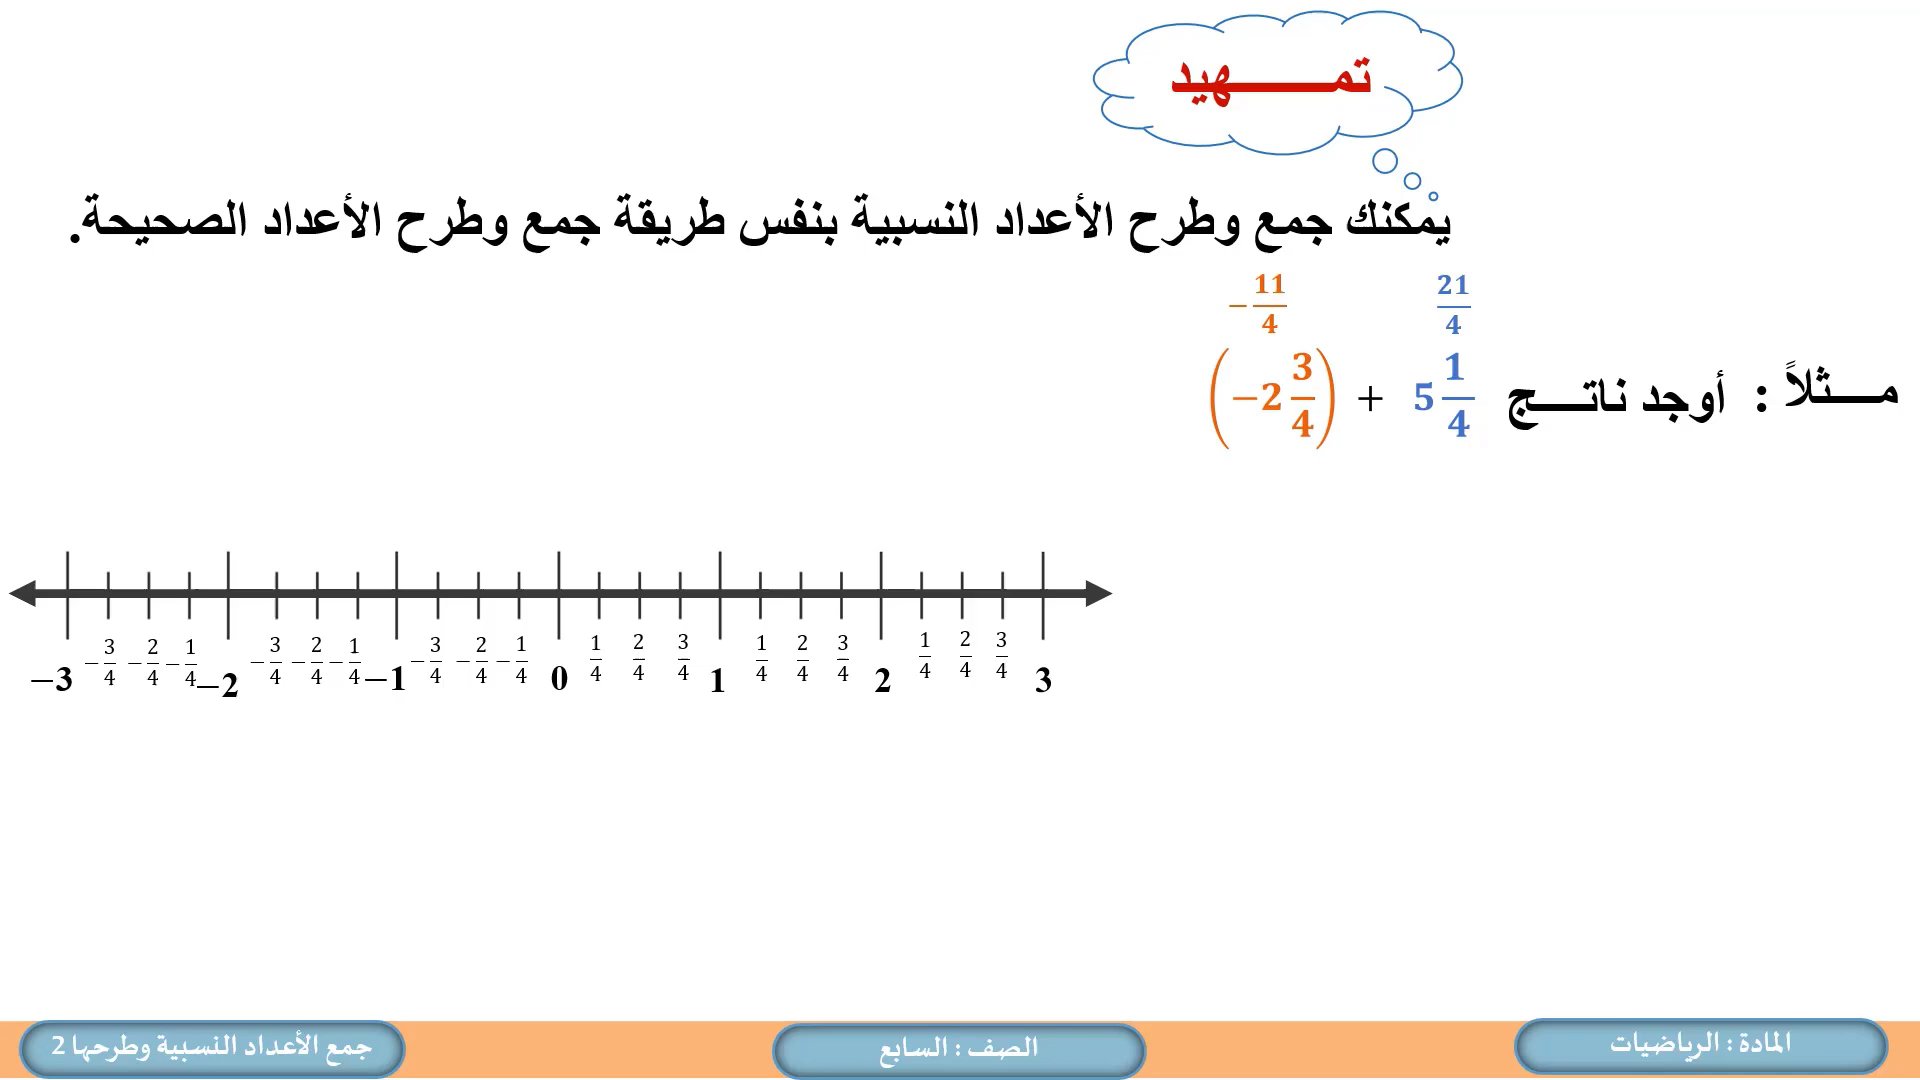 تمـــــــهيد
يمكنك جمع وطرح الأعداد النسبية بنفس طريقة جمع وطرح الأعداد الصحيحة.
−11/4 21/4
مــــثلاً : أوجد ناتــــج (−2 3/4) + 5 1/4
−3 −3/4 −2/4 −1/4 −2 −3/4 −2/4 −1/4 −1 −3/4 −2/4 −1/4 0 1/4 2/4 3/4 1 1/4 2/4 3/4 2 1/4 2/4 3/4 3
المادة : الرياضيات
الصف : السابع
جمع الأعداد النسبية وطرحها 2